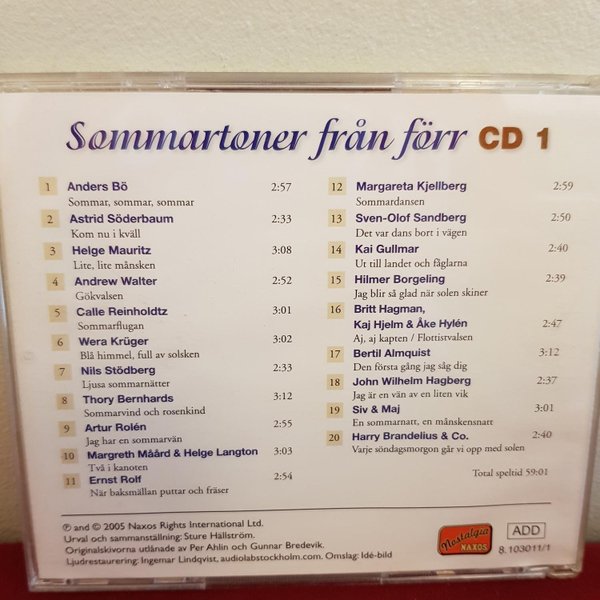 Sommartoner från förr CD 1
1 Anders Bö 2:57
Sommar, sommar, sommar
2 Astrid Söderbaum 2:33
Kom nu i kväll
3 Helge Mauritz 3:08
Lite, lite månsken
4 Andrew Walter 2:52
Gökvalsen
5 Calle Reinholdtz 3:01
Sommarflugan
6 Wera Krüger 3:02
Blå himmel, full av solsken
7 Nils Stödberg 2:33
Ljusa sommarnätter
8 Thory Bernhards 3:12
Sommarvind och rosenkind
9 Artur Rolén 2:55
Jag har en sommarvän
10 Margreth Måård & Helge Langton 3:03
Två i kanoten
11 Ernst Rolf 2:54
När baksmällan puttar och fräser
12 Margareta Kjellberg 2:59
Sommardansen
13 Sven-Olof Sandberg 2:50
Det var dans bort i vägen
14 Kai Gullmar 2:40
Ut till landet och fåglarna
15 Hilmer Borgeling 2:39
Jag blir så glad när solen skiner
16 Britt Hagman,
Kaj Hjelm & Åke Hylén 2:47
Aj, aj kapten / Flottistvalsen
17 Bertil Almquist 3:12
Den första gång jag såg dig
18 John Wilhelm Hagberg 2:37
Jag är en vän av en liten vik
19 Siv & Maj 3:01
En sommarnatt, en månskensnatt
20 Harry Brandelius & Co. 2:40
Varje söndagsmorgon går vi opp med solen
Total speltid 59:01
℗ and © 2005 Naxos Rights International Ltd.
Urval och sammanställning: Sture Hällström.
Originalskivorna utlånade av Per Ahlin och Gunnar Bredevik.
Ljudrestaurering: Ingemar Lindqvist, audiolabstockholm.com. Omslag: Idé-bild
Nostalgia
NAXOS
ADD
8.103011/1